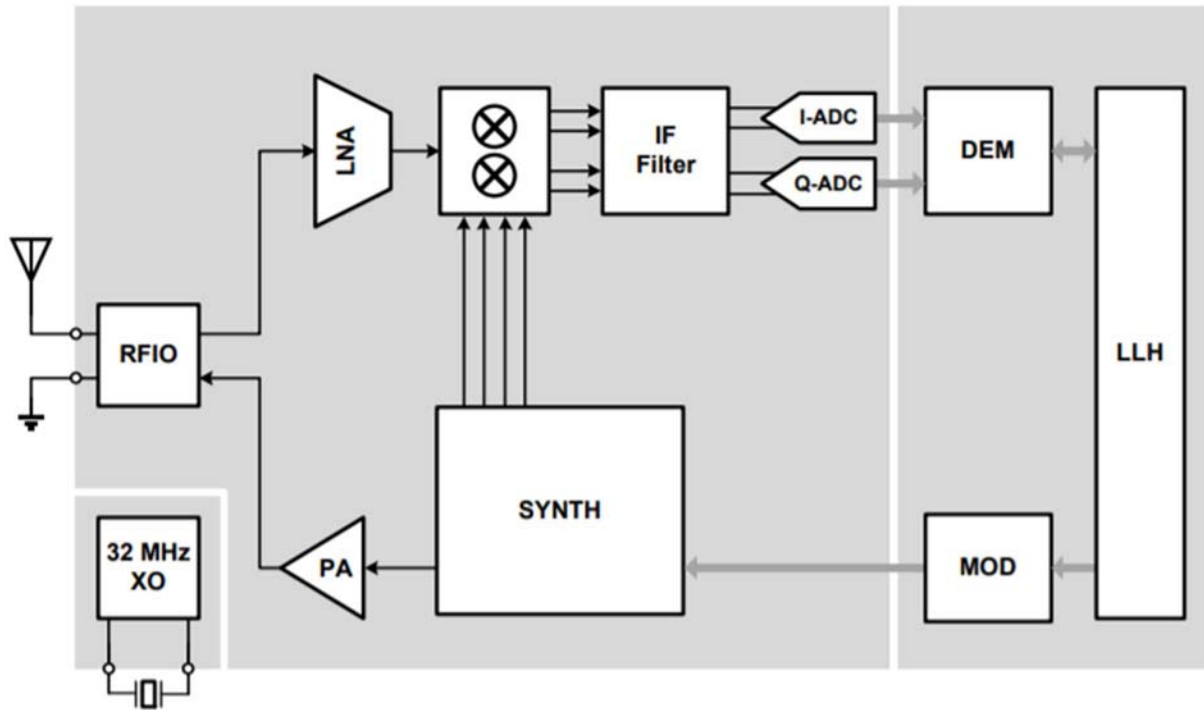 LNA
IF
Filter
I-ADC
Q-ADC
DEM
LLH
RFIO
SYNTH
32 MHz
XO
PA
MOD